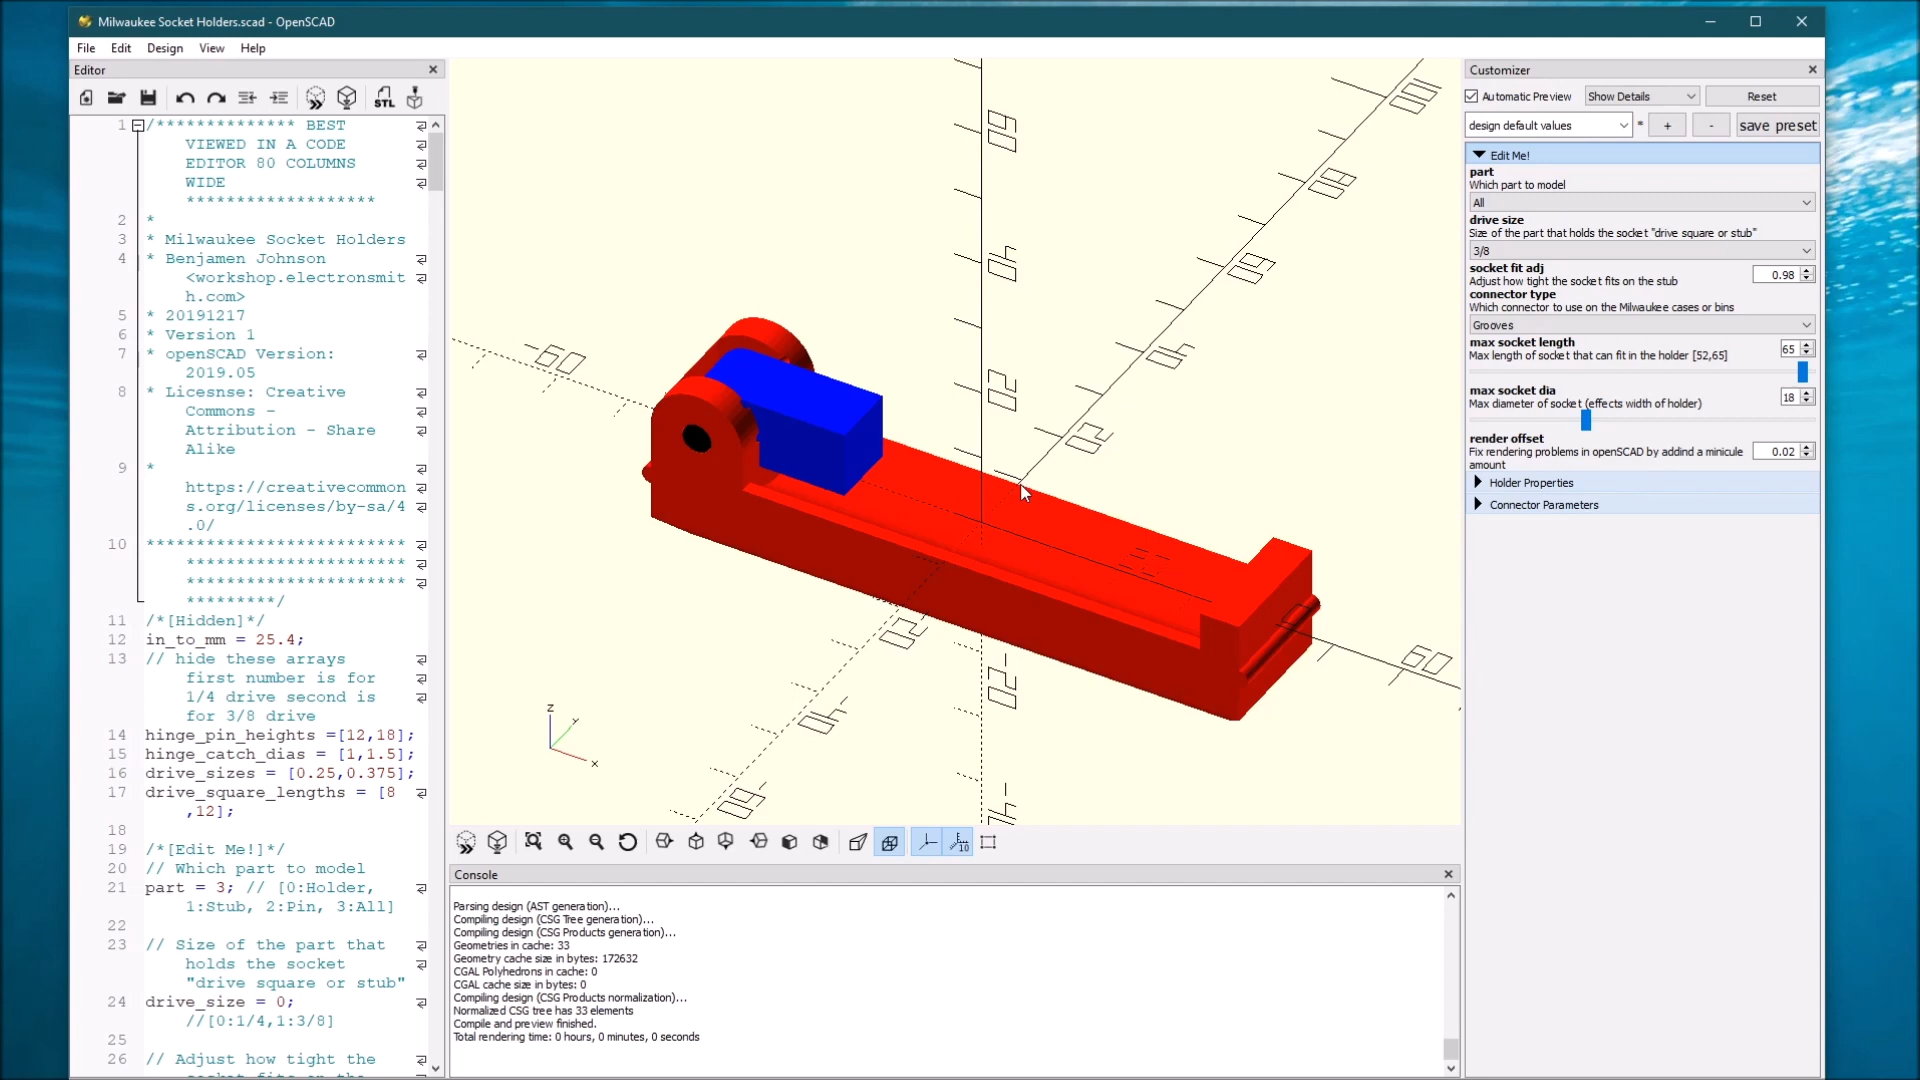 Milwaukee Socket Holders.scad - OpenSCAD
File Edit Design View Help
Editor
STL
1 /************** BEST
VIEWED IN A CODE
EDITOR 80 COLUMNS
WIDE
*******************
2 *
3 * Milwaukee Socket Holders
4 * Benjamen Johnson
<workshop.electronsmit
h.com>
5 * 20191217
6 * Version 1
7 * openSCAD Version:
2019.05
8 * Licesnse: Creative
Commons -
Attribution - Share
Alike
9 *
https://creativecommon
s.org/licenses/by-sa/4
.0/
10 **************************
**********************
**********************
*********/
11 /*[Hidden]*/
12 in_to_mm = 25.4;
13 // hide these arrays
first number is for
1/4 drive second is
for 3/8 drive
14 hinge_pin_heights =[12,18];
15 hinge_catch_dias = [1,1.5];
16 drive_sizes = [0.25,0.375];
17 drive_square_lengths = [8
,12];
18
19 /*[Edit Me!]*/
20 // Which part to model
21 part = 3; // [0:Holder,
1:Stub, 2:Pin, 3:All]
22
23 // Size of the part that
holds the socket
"drive square or stub"
24 drive_size = 0;
//[0:1/4,1:3/8]
25
26 // Adjust how tight the
60
40
20
-20
-60
100
80
60
40
20
-20
-40
-60
60
z
y
x
10
Console
Parsing design (AST generation)...
Compiling design (CSG Tree generation)...
Compiling design (CSG Products generation)...
Geometries in cache: 33
Geometry cache size in bytes: 172632
CGAL Polyhedrons in cache: 0
CGAL cache size in bytes: 0
Compiling design (CSG Products normalization)...
Normalized CSG tree has 33 elements
Compile and preview finished.
Total rendering time: 0 hours, 0 minutes, 0 seconds
Customizer
Automatic Preview Show Details Reset
design default values * + - save preset
Edit Me!
part
Which part to model
All
drive size
Size of the part that holds the socket "drive square or stub"
3/8
socket fit adj
Adjust how tight the socket fits on the stub 0.98
connector type
Which connector to use on the Milwaukee cases or bins
Grooves
max socket length
Max length of socket that can fit in the holder [52,65] 65
max socket dia
Max diameter of socket (effects width of holder) 18
render offset
Fix rendering problems in openSCAD by addind a minicule
amount 0.02
Holder Properties
Connector Parameters